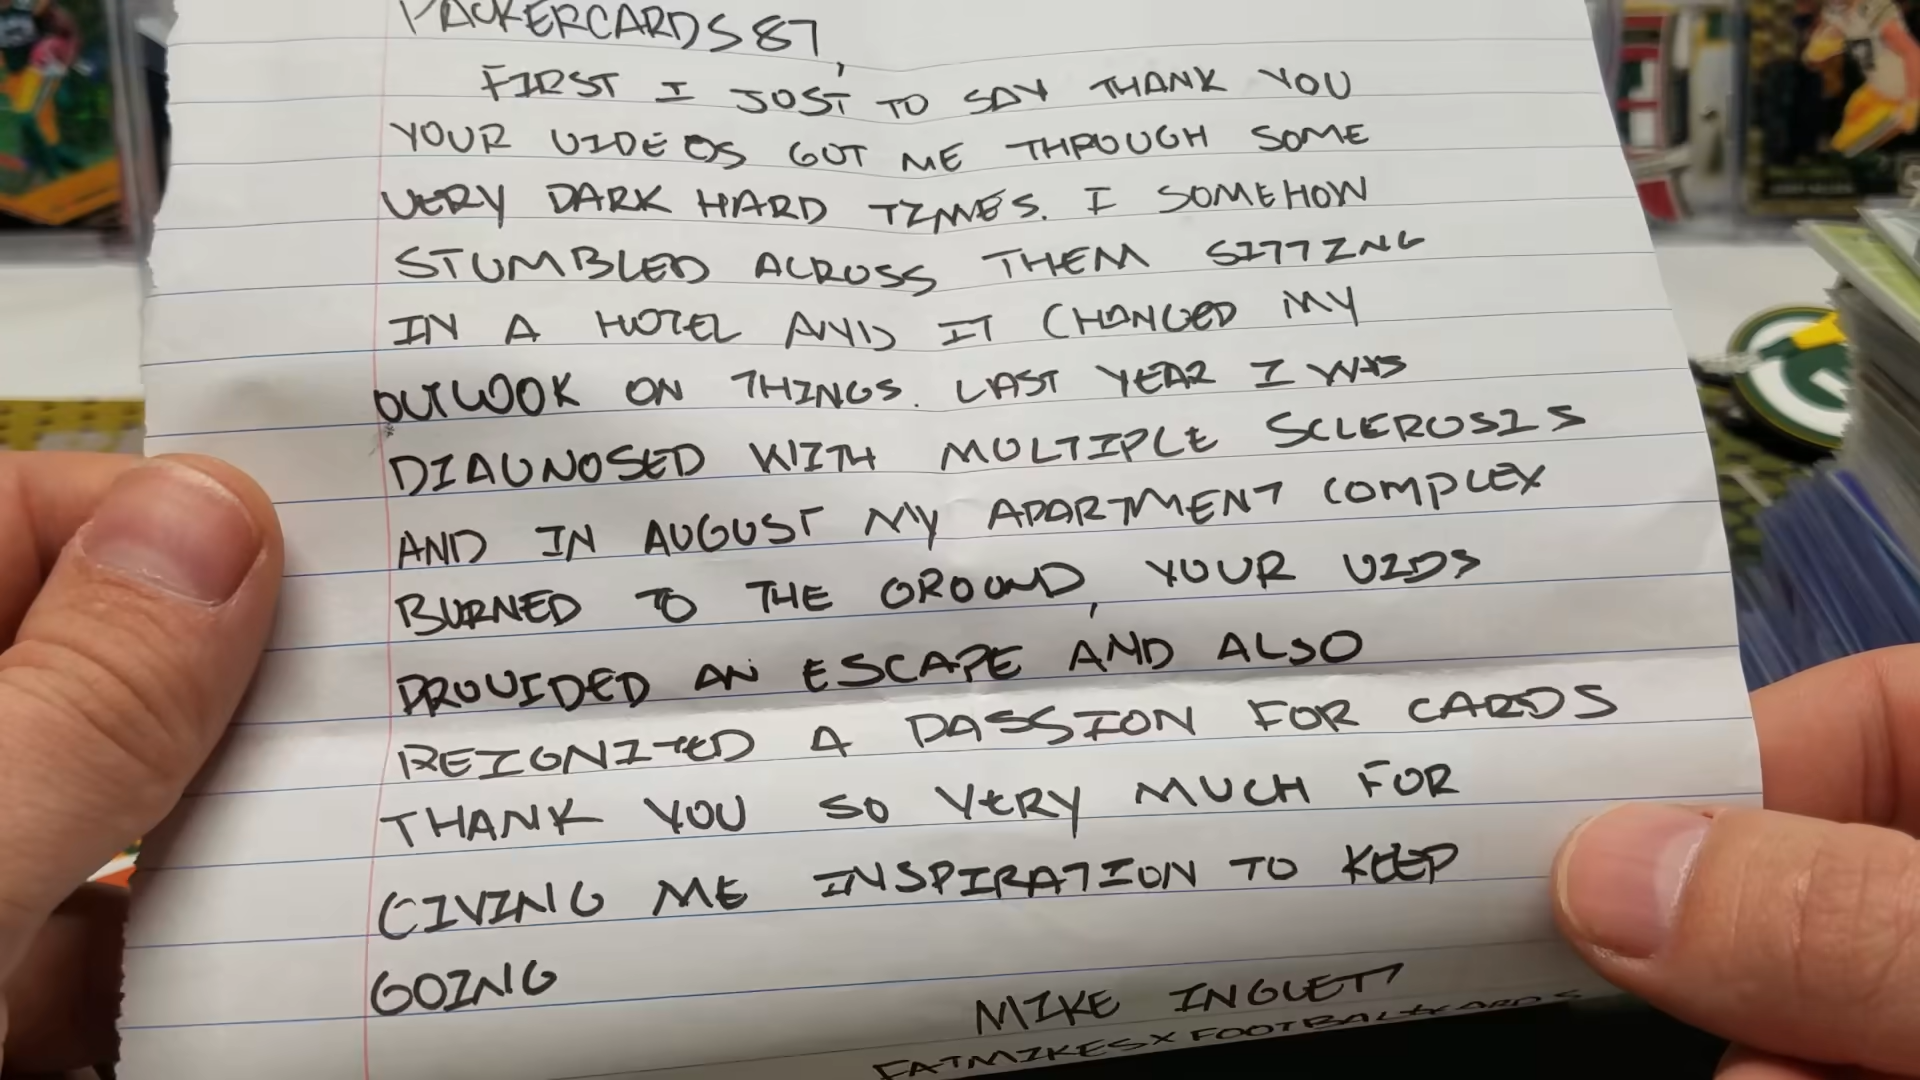 PACKERCARDS87,
FIRST I JUST TO SAY THANK YOU
YOUR VIDEOS GOT ME THROUGH SOME
VERY DARK HARD TIMES. I SOMEHOW
STUMBLED ACROSS THEM SITTING
IN A HOTEL AND IT CHANGED MY
OUTLOOK ON THINGS. LAST YEAR I WAS
DIAGNOSED WITH MULTIPLE SCLEROSIS
AND IN AUGUST MY APARTMENT COMPLEX
BURNED TO THE GROUND, YOUR VIDS
PROVIDED AN ESCAPE AND ALSO
REIGNITED A PASSION FOR CARDS
THANK YOU SO VERY MUCH FOR
GIVING ME INSPIRATION TO KEEP
GOING
MIKE INGLETT
FATMIKESXFOOTBALLXCARDS